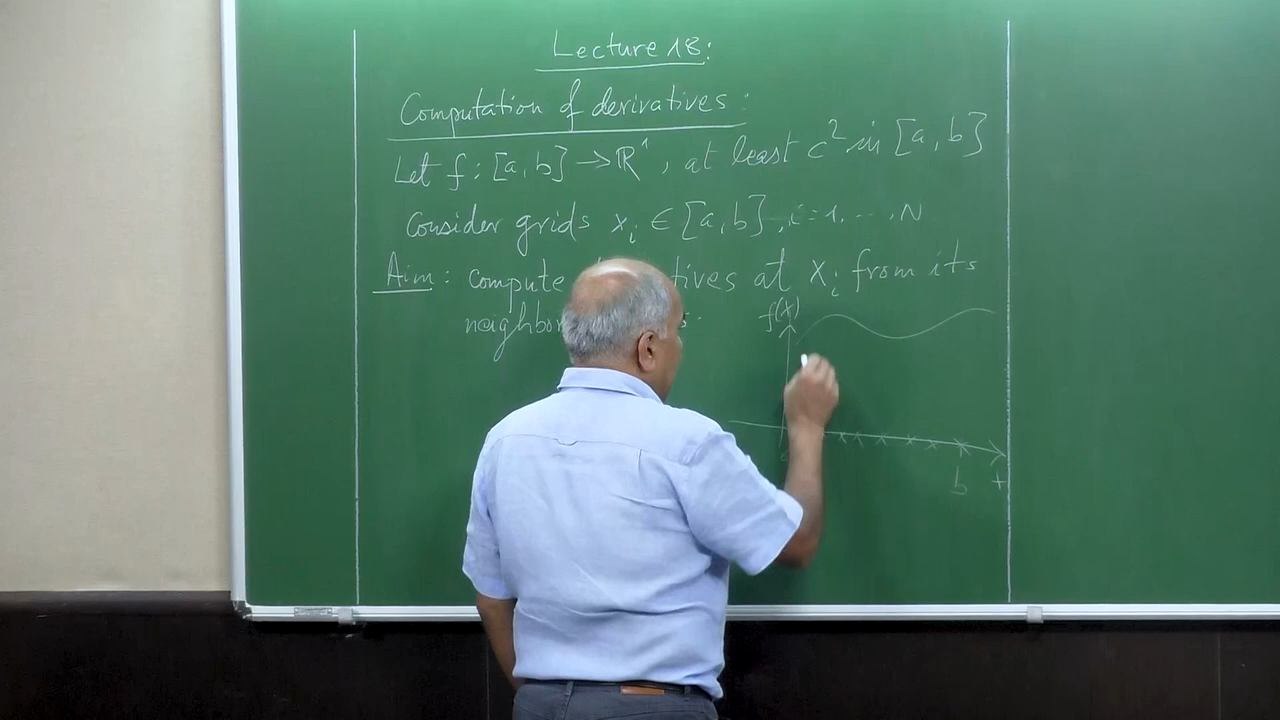 Lecture 18:
Computation of derivatives:
Let f: [a, b] → ℝ¹, at least c² in [a, b]
Consider grids xᵢ ∈ [a, b], i = 1, ..., N
Aim: compute at xᵢ from its
f(x)
b